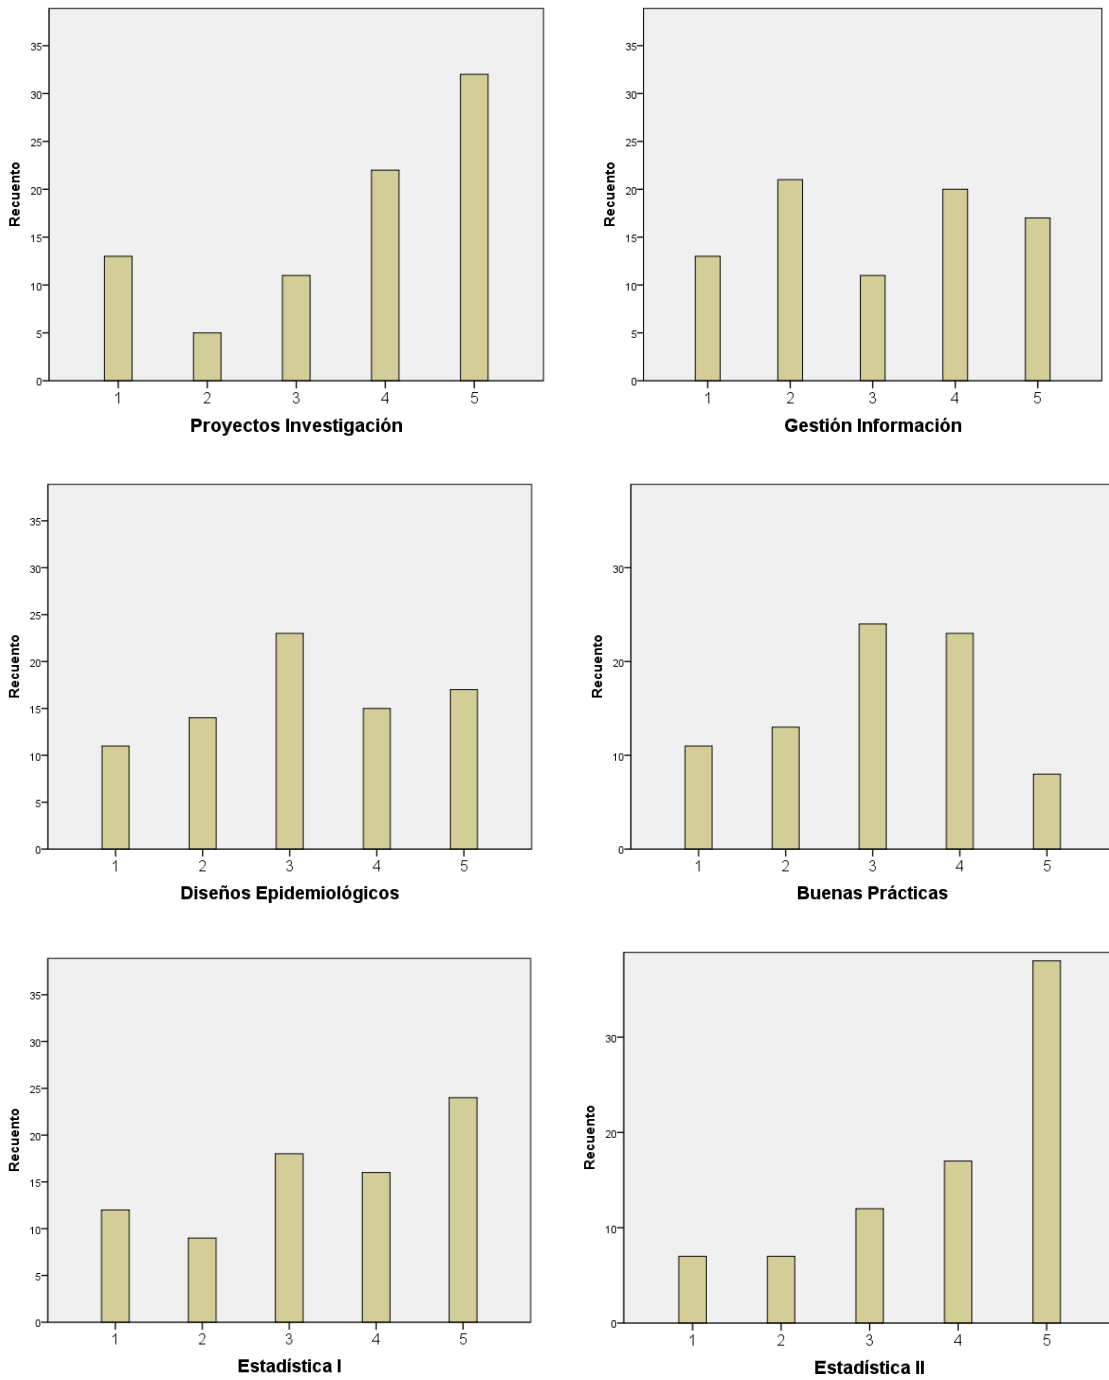 Recuento
35
30
25
20
15
10
5
0
1 2 3 4 5
Proyectos Investigación
Recuento
35
30
25
20
15
10
5
0
1 2 3 4 5
Gestión Información
Recuento
35
30
25
20
15
10
5
0
1 2 3 4 5
Diseños Epidemiológicos
Recuento
30
20
10
0
1 2 3 4 5
Buenas Prácticas
Recuento
35
30
25
20
15
10
5
0
1 2 3 4 5
Estadística I
Recuento
30
20
10
0
1 2 3 4 5
Estadística II